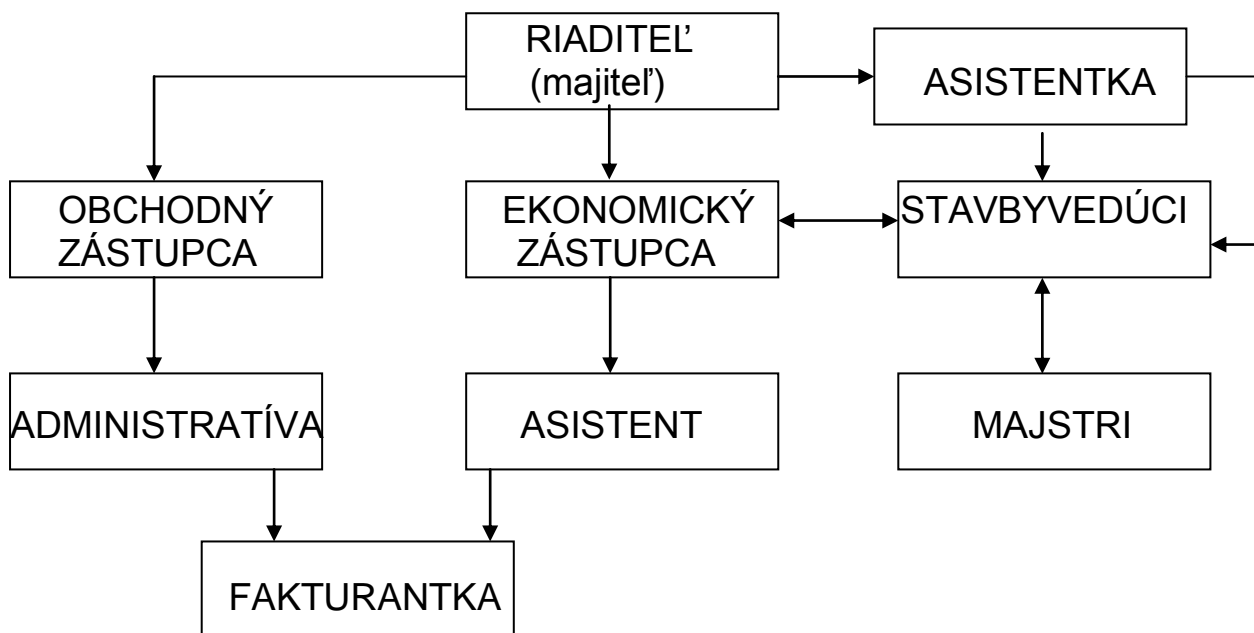 RIADITEĽ
(majiteľ)
ASISTENTKA
OBCHODNÝ
ZÁSTUPCA
EKONOMICKÝ
ZÁSTUPCA
STAVBYVEDÚCI
ADMINISTRATÍVA
ASISTENT
MAJSTRI
FAKTURANTKA